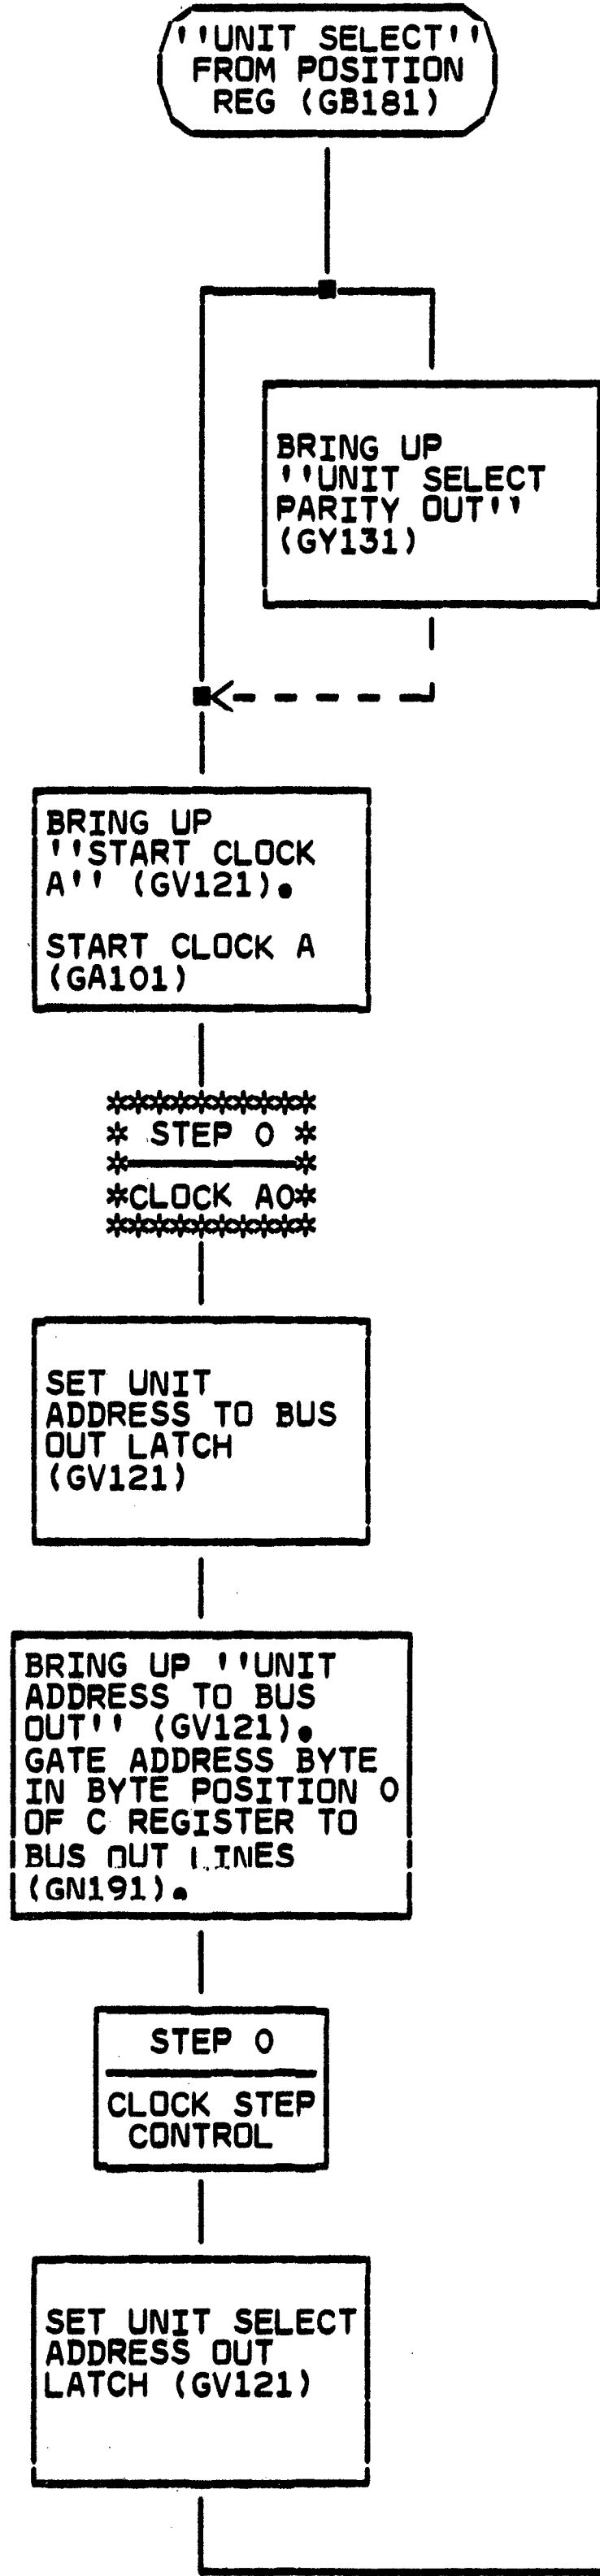 ''UNIT SELECT''
FROM POSITION
REG (GB181)
BRING UP
''UNIT SELECT
PARITY OUT''
(GY131)
BRING UP
''START CLOCK
A'' (GV121).
START CLOCK A
(GA101)
**********
* STEP 0 *
*--------*
*CLOCK A0*
**********
SET UNIT
ADDRESS TO BUS
OUT LATCH
(GV121)
BRING UP ''UNIT
ADDRESS TO BUS
OUT'' (GV121).
GATE ADDRESS BYTE
IN BYTE POSITION 0
OF C REGISTER TO
BUS OUT LINES
(GN191).
STEP 0
CLOCK STEP
CONTROL
SET UNIT SELECT
ADDRESS OUT
LATCH (GV121)